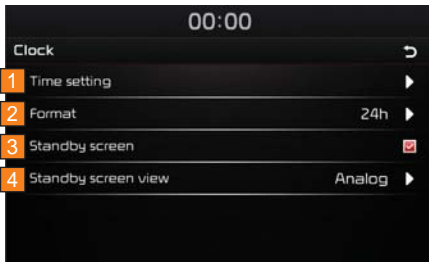 00:00
Clock
1 Time setting
2 Format 24h
3 Standby screen
4 Standby screen view Analog